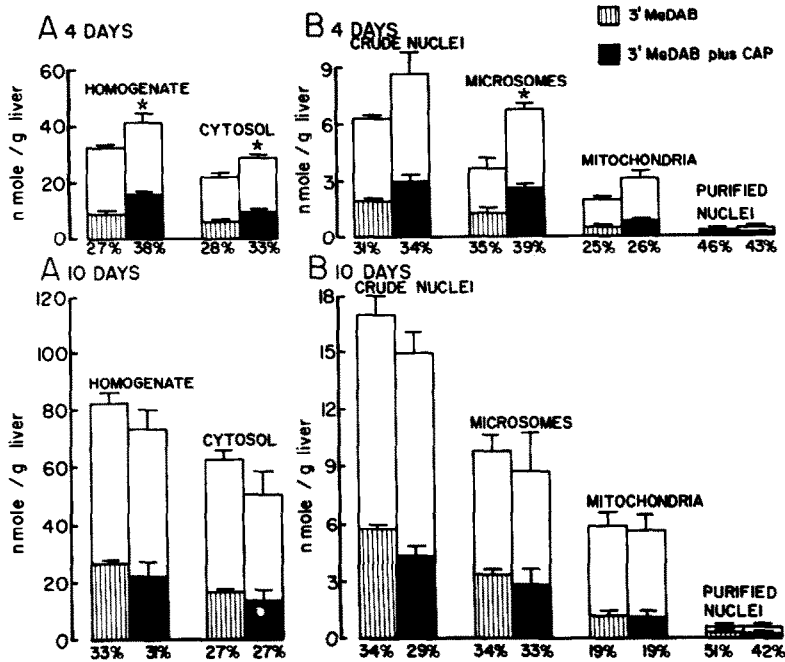 A 4 DAYS
B 4 DAYS
3' MeDAB
3' MeDAB plus CAP
n mole / g liver
60
40
20
0
HOMOGENATE
*
CYTOSOL
*
27% 38% 28% 33%
n mole / g liver
9
6
3
0
CRUDE NUCLEI
MICROSOMES
*
MITOCHONDRIA
PURIFIED
NUCLEI
31% 34% 35% 39% 25% 26% 46% 43%
A 10 DAYS
B 10 DAYS
n mole / g liver
120
100
80
60
40
20
0
HOMOGENATE
CYTOSOL
33% 31% 27% 27%
n mole / g liver
18
15
12
9
6
3
0
CRUDE NUCLEI
MICROSOMES
MITOCHONDRIA
PURIFIED
NUCLEI
34% 29% 34% 33% 19% 19% 51% 42%